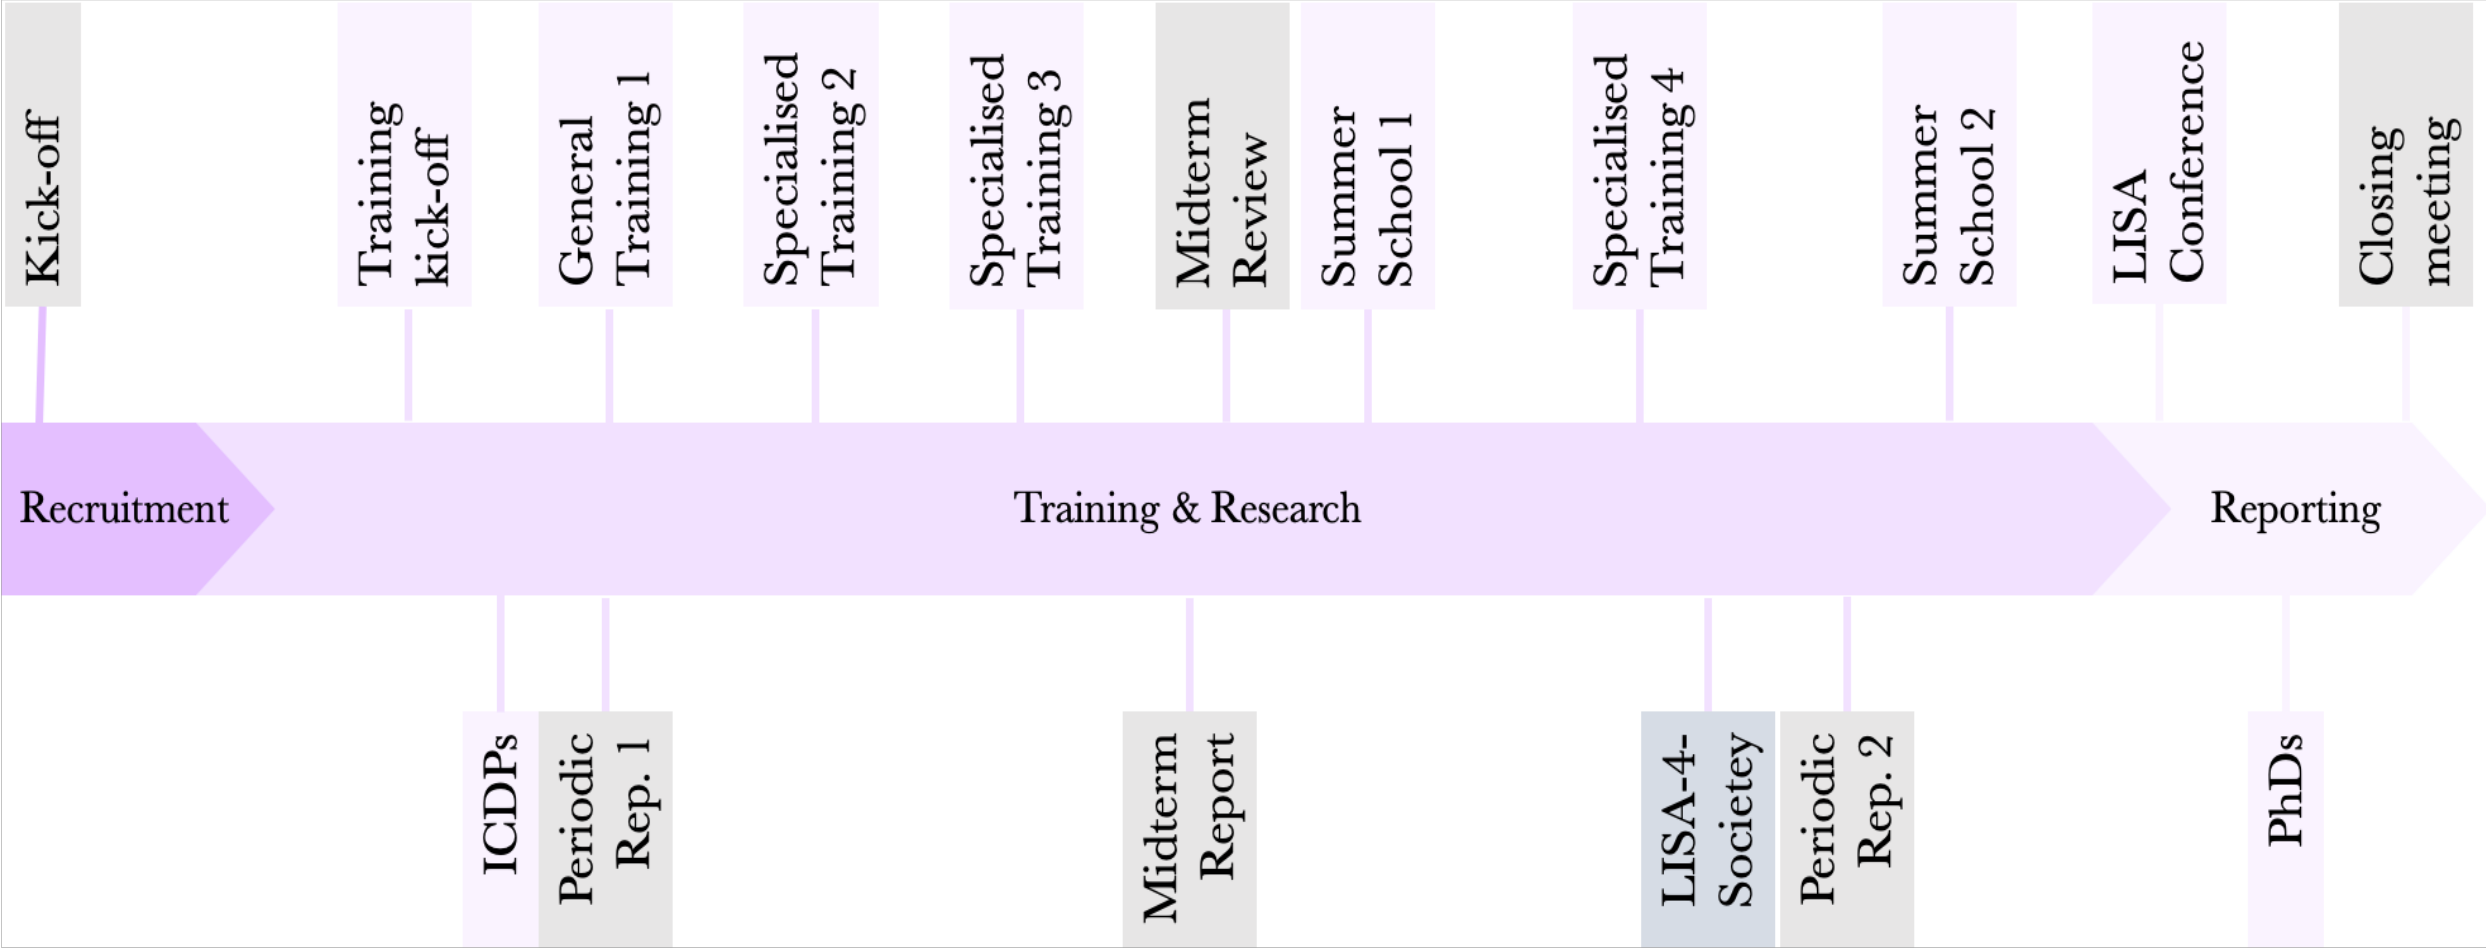 Kick-off
Training
kick-off
General
Training 1
Specialised
Training 2
Specialised
Training 3
Midterm
Review
Summer
School 1
Specialised
Training 4
Summer
School 2
LISA
Conference
Closing
meeting
Recruitment
Training & Research
Reporting
ICDPs
Periodic
Rep. 1
Midterm
Report
LISA-4-
Societey
Periodic
Rep. 2
PhDs